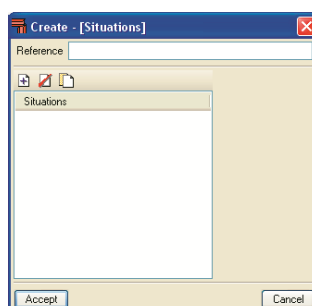 Create - [Situations]
Reference
Situations
Accept
Cancel